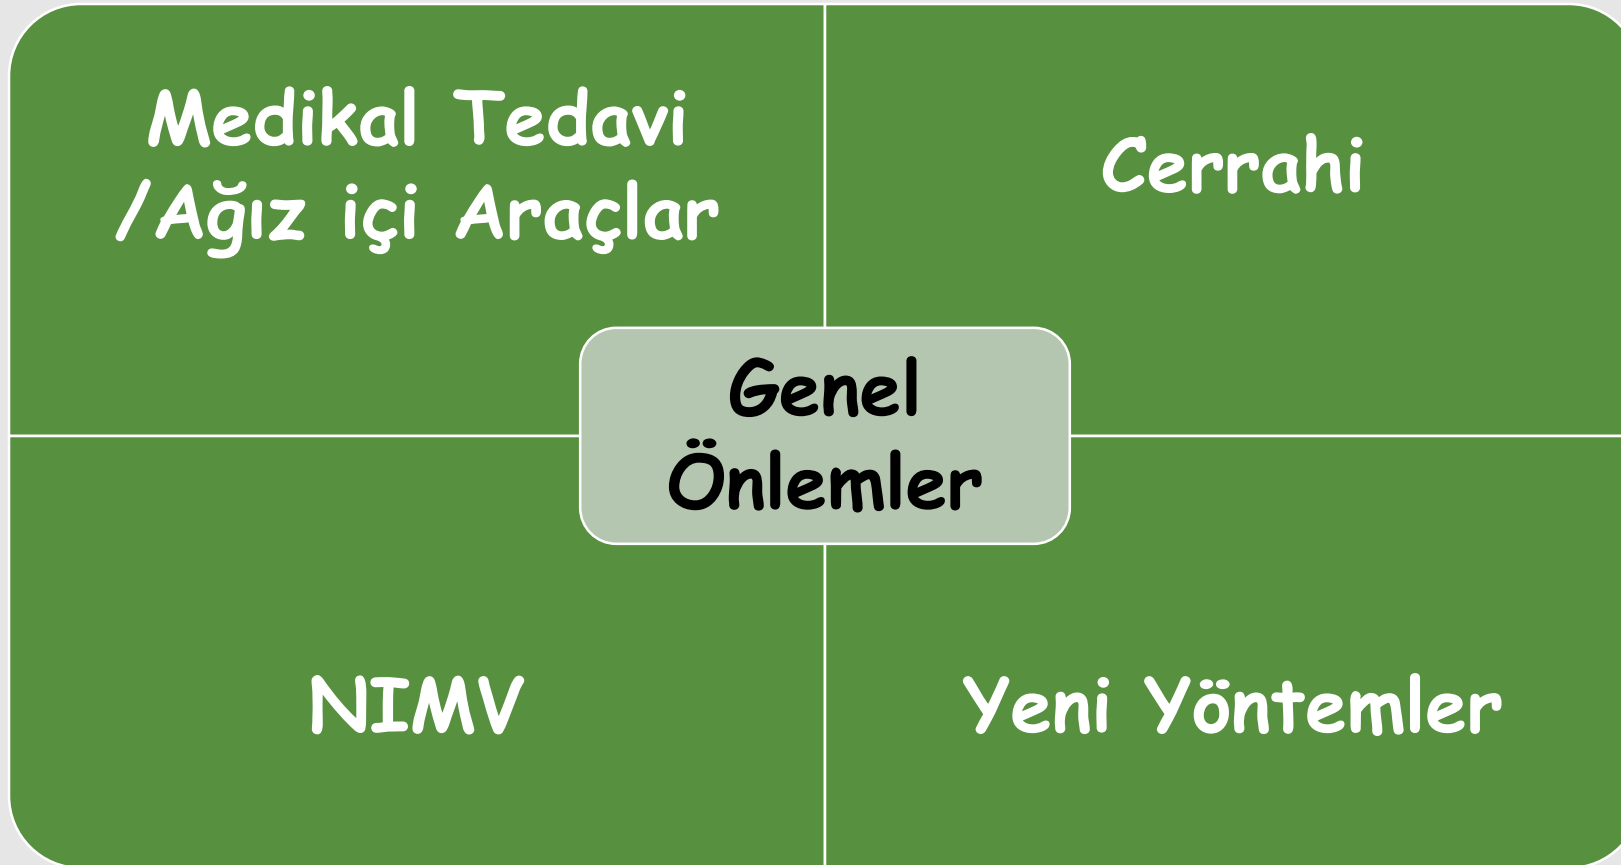 Medikal Tedavi
/Ağız içi Araçlar
Cerrahi
Genel
Önlemler
NIMV
Yeni Yöntemler